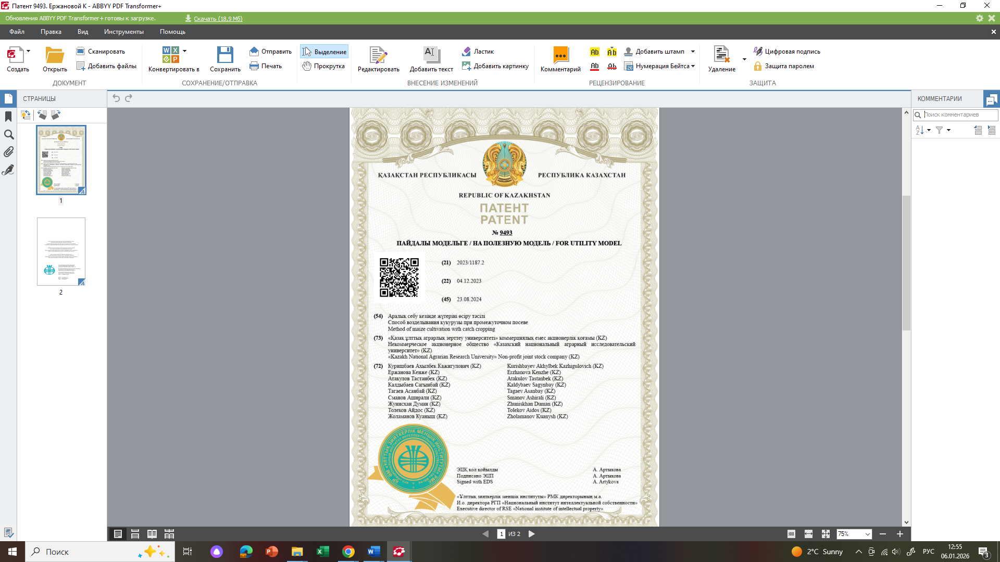 Патент 9493. Ержановой К - ABBYY PDF Transformer+
Обновления ABBYY PDF Transformer+ готовы к загрузке.
Скачать (18,9 Мб)
Файл Правка Вид Инструменты Помощь
Создать
Открыть
Сканировать
Добавить файлы
ДОКУМЕНТ
Конвертировать в
Сохранить
Отправить
Печать
СОХРАНЕНИЕ/ОТПРАВКА
Выделение
Прокрутка
Редактировать
Добавить текст
Ластик
Добавить картинку
ВНЕСЕНИЕ ИЗМЕНЕНИЙ
Комментарий
Добавить штамп
Нумерация Бейтса
РЕЦЕНЗИРОВАНИЕ
Удаление
Цифровая подпись
Защита паролем
ЗАЩИТА
СТРАНИЦЫ
1
2
КОММЕНТАРИИ
Поиск комментариев
ҚАЗАҚСТАН РЕСПУБЛИКАСЫ
РЕСПУБЛИКА КАЗАХСТАН
REPUBLIC OF KAZAKHSTAN
ПАТЕНТ
PATENT
№ 9493
ПАЙДАЛЫ МОДЕЛЬГЕ / НА ПОЛЕЗНУЮ МОДЕЛЬ / FOR UTILITY MODEL
(21) 2023/1187.2
(22) 04.12.2023
(45) 23.08.2024
(54) Аралық себу кезінде жүгеріні өсіру тәсілі
Способ возделывания кукурузы при промежуточном посеве
Method of maize cultivation with catch cropping
(73) «Қазақ ұлттық аграрлық зерттеу университеті» коммерциялық емес акционерлік қоғамы (KZ)
Некоммерческое акционерное общество «Казахский национальный аграрный исследовательский
университет» (KZ)
«Kazakh National Agrarian Research University» Non-profit joint stock company (KZ)
(72) Куришбаев Ахылбек Кажигулович (KZ) Kurishbayev Akhylbek Kazhigulovich (KZ)
Ержанова Кенже (KZ) Erzhanova Kenzhe (KZ)
Атакулов Тастанбек (KZ) Atakulov Tastanbek (KZ)
Калдыбаев Сагынбай (KZ) Kaldybaev Sagynbay (KZ)
Тагаев Асанбай (KZ) Tagaev Asanbay (KZ)
Сманов Аширали (KZ) Smanov Ashirali (KZ)
Жунисхан Думан (KZ) Zhuniskhan Duman (KZ)
Толеков Айдос (KZ) Tolekov Aidos (KZ)
Жоламанов Куаныш (KZ) Zholamanov Kuanysh (KZ)
ЭЦҚ қол қойылды А. Артыкова
Подписано ЭЦП А. Артыкова
Signed with EDS A. Artykova
«Ұлттық зияткерлік меншік институты» РМК директорының м.а.
И.о. директора РГП «Национальный институт интеллектуальной собственности»
Executive director of RSE «National institute of intellectual property»
1 ИЗ 2
75%
Поиск
2°C Sunny
РУС
12:55
06.01.2026
3